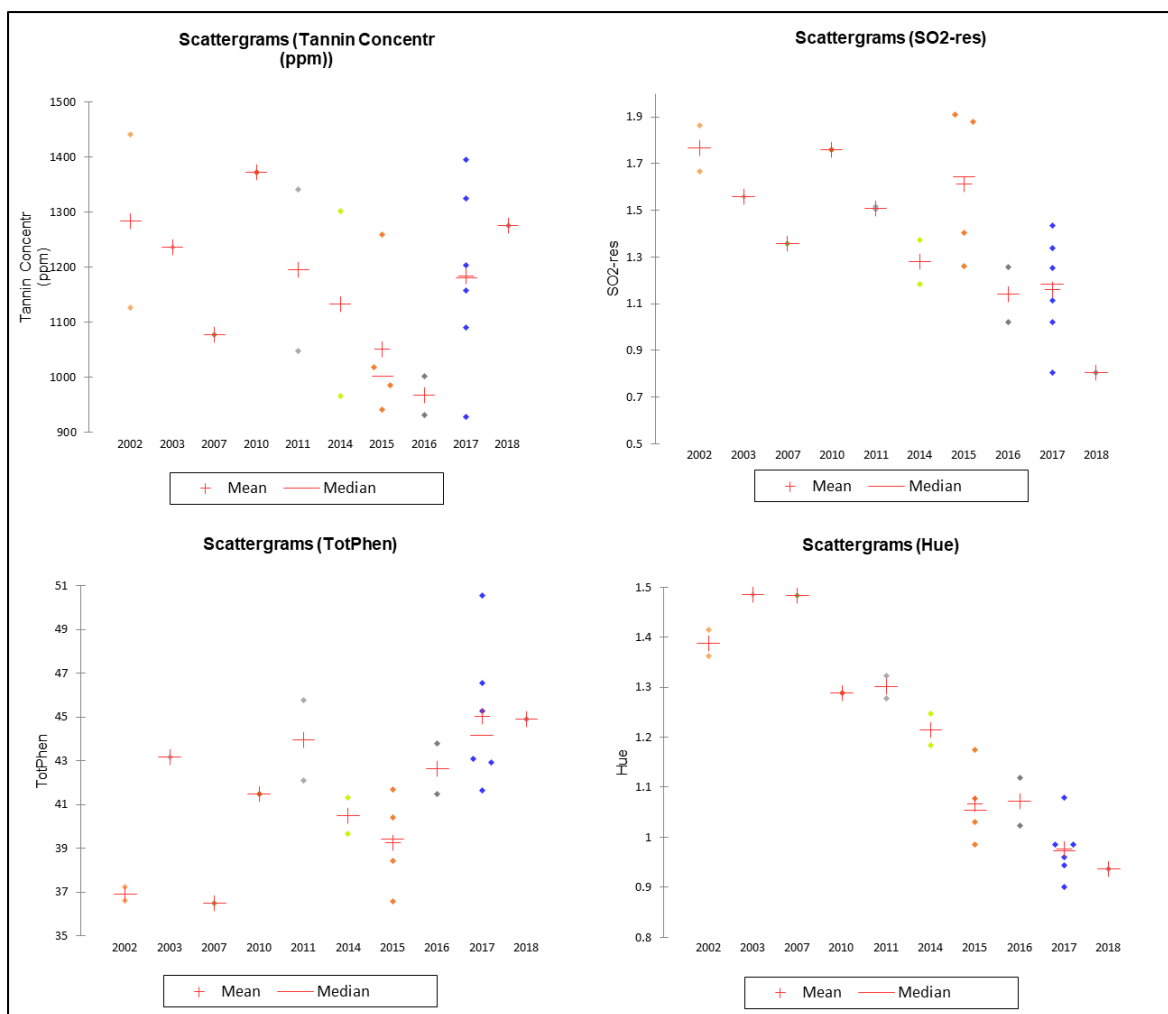 Scattergrams (Tannin Concentr
(ppm))
Tannin Concentr
(ppm)
1500
1400
1300
1200
1100
1000
900
2002 2003 2007 2010 2011 2014 2015 2016 2017 2018
Mean Median
Scattergrams (SO2-res)
SO2-res
1.9
1.7
1.5
1.3
1.1
0.9
0.7
0.5
2002 2003 2007 2010 2011 2014 2015 2016 2017 2018
Mean Median
Scattergrams (TotPhen)
TotPhen
51
49
47
45
43
41
39
37
35
2002 2003 2007 2010 2011 2014 2015 2016 2017 2018
Mean Median
Scattergrams (Hue)
Hue
1.5
1.4
1.3
1.2
1.1
1
0.9
0.8
2002 2003 2007 2010 2011 2014 2015 2016 2017 2018
Mean Median